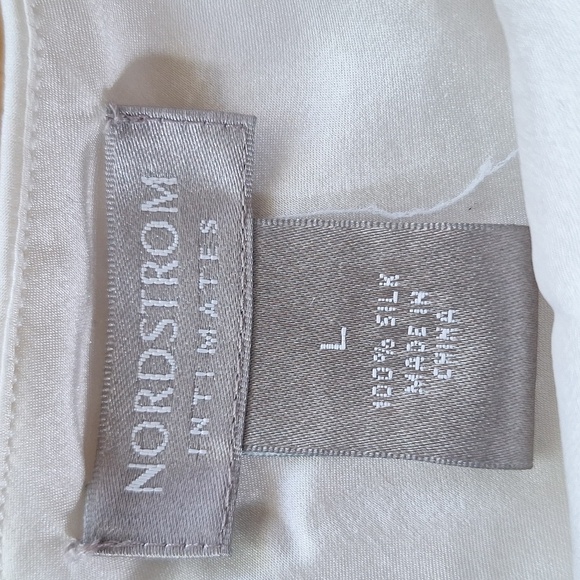 NORDSTROM
INTIMATES
L
100% SILK
MADE IN
CHINA